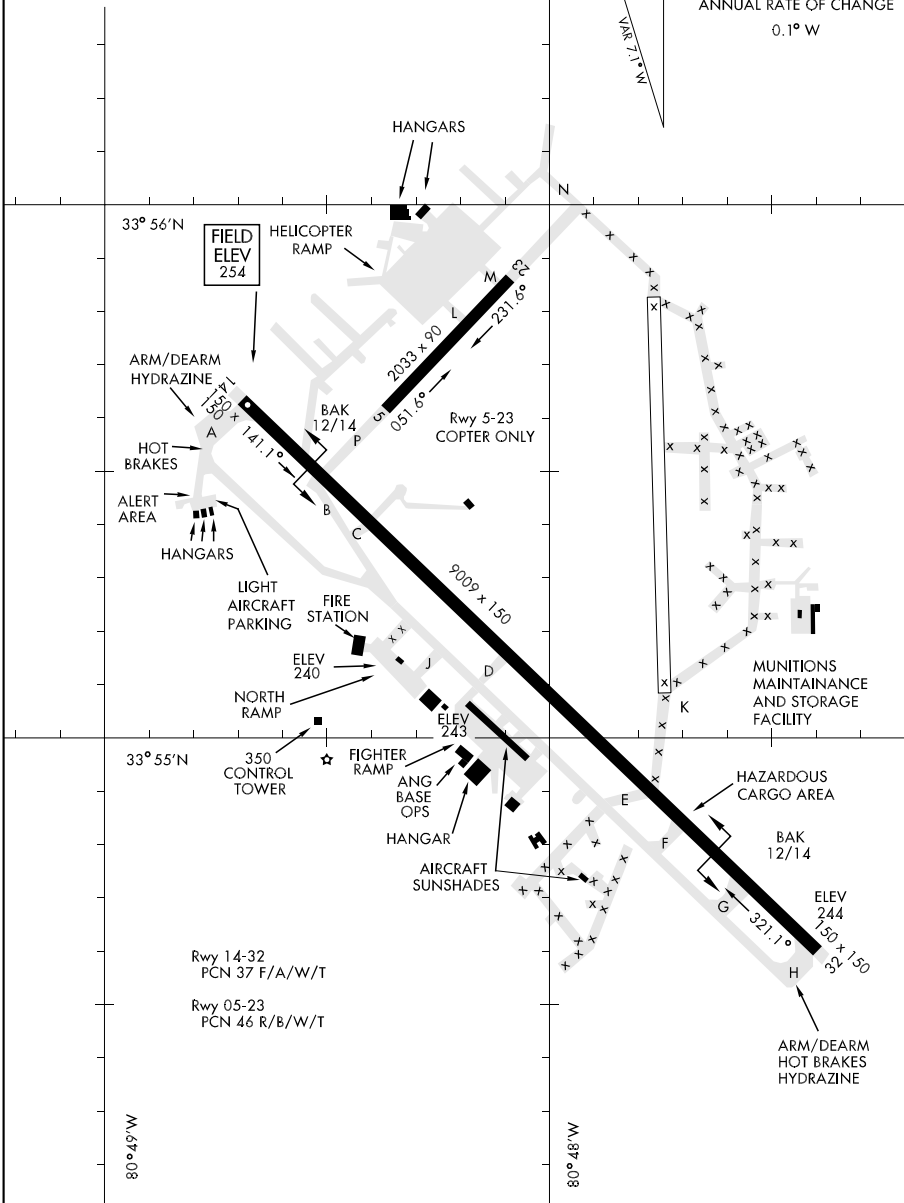 ANNUAL RATE OF CHANGE
0.1° W
VAR 7.1° W
HANGARS
N
33° 56'N
FIELD
ELEV
254
HELICOPTER
RAMP
M
23
L
231.6°
2033 x 90
ARM/DEARM
HYDRAZINE
14
150 x
150
051.6°
5
BAK
12/14
Rwy 5-23
COPTER ONLY
A
141.1°
P
HOT
BRAKES
ALERT
AREA
B
C
HANGARS
LIGHT
AIRCRAFT
PARKING
9009 x 150
FIRE
STATION
ELEV
240
J
D
NORTH
RAMP
MUNITIONS
MAINTAINANCE
AND STORAGE
FACILITY
K
ELEV
243
33° 55'N
350
CONTROL
TOWER
FIGHTER
RAMP
ANG
BASE
OPS
HANGAR
HAZARDOUS
CARGO AREA
E
F
BAK
12/14
AIRCRAFT
SUNSHADES
G
321.1°
ELEV
244
150 x 150
32
H
Rwy 14-32
PCN 37 F/A/W/T
Rwy 05-23
PCN 46 R/B/W/T
ARM/DEARM
HOT BRAKES
HYDRAZINE
80° 49'W
80° 48'W